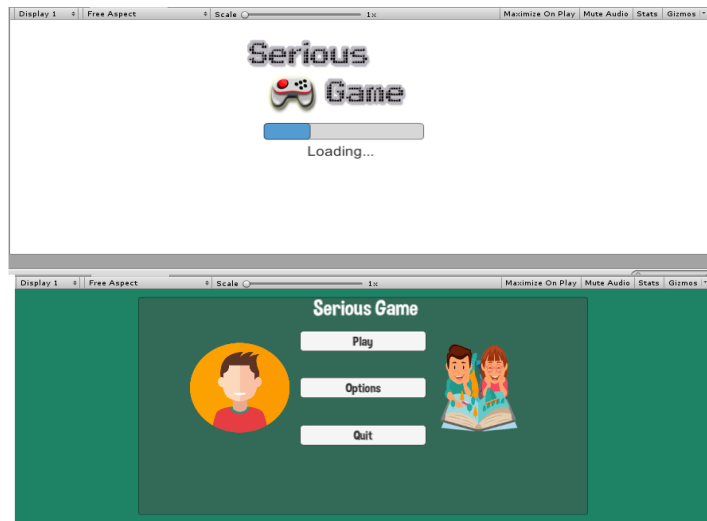 Display 1 Free Aspect Scale 1x Maximize On Play Mute Audio Stats Gizmos
Serious
Game
Loading...
Display 1 Free Aspect Scale 1x Maximize On Play Mute Audio Stats Gizmos
Serious Game
Play
Options
Quit